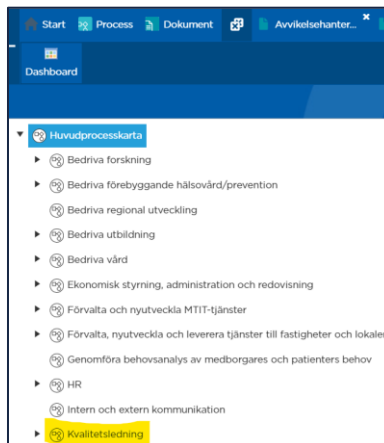 Start Process Dokument Avvikelsehanter...
Dashboard
Huvudprocesskarta
Bedriva forskning
Bedriva förebyggande hälsovård/prevention
Bedriva regional utveckling
Bedriva utbildning
Bedriva vård
Ekonomisk styrning, administration och redovisning
Förvalta och nyutveckla MTIT-tjänster
Förvalta, nyutveckla och leverera tjänster till fastigheter och lokaler
Genomföra behovsanalys av medborgares och patienters behov
HR
Intern och extern kommunikation
Kvalitetsledning